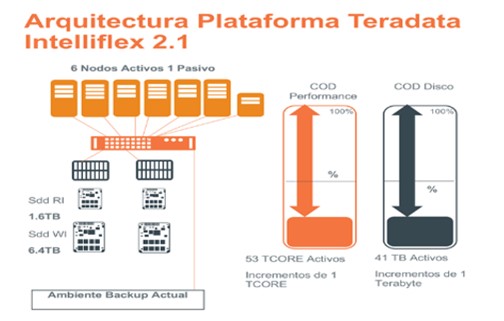 Arquitectura Plataforma Teradata
Intelliflex 2.1
6 Nodos Activos 1 Pasivo
Sdd RI
1.6TB
Sdd WI
6.4TB
Ambiente Backup Actual
COD
Performance
100%
%
53 TCORE Activos
Incrementos de 1
TCORE
COD Disco
100%
%
41 TB Activos
Incrementos de 1
Terabyte